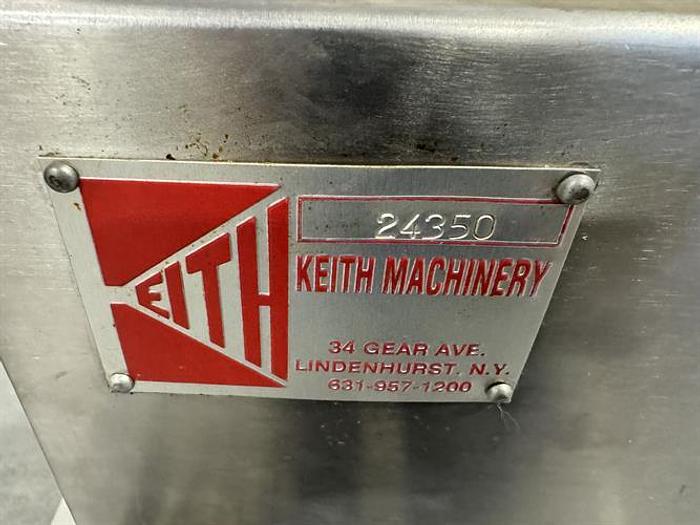 KEITH
24350
KEITH MACHINERY
34 GEAR AVE.
LINDENHURST, N.Y.
631-957-1200